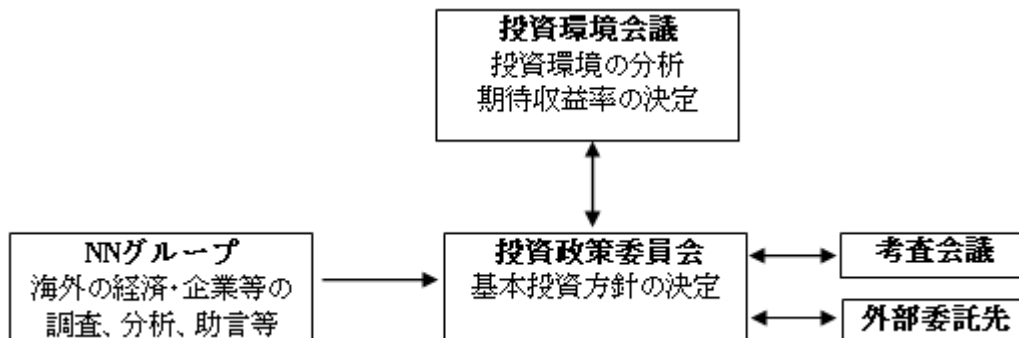 投資環境会議
投資環境の分析
期待収益率の決定
NNグループ
海外の経済・企業等の
調査、分析、助言等
投資政策委員会
基本投資方針の決定
考査会議
外部委託先